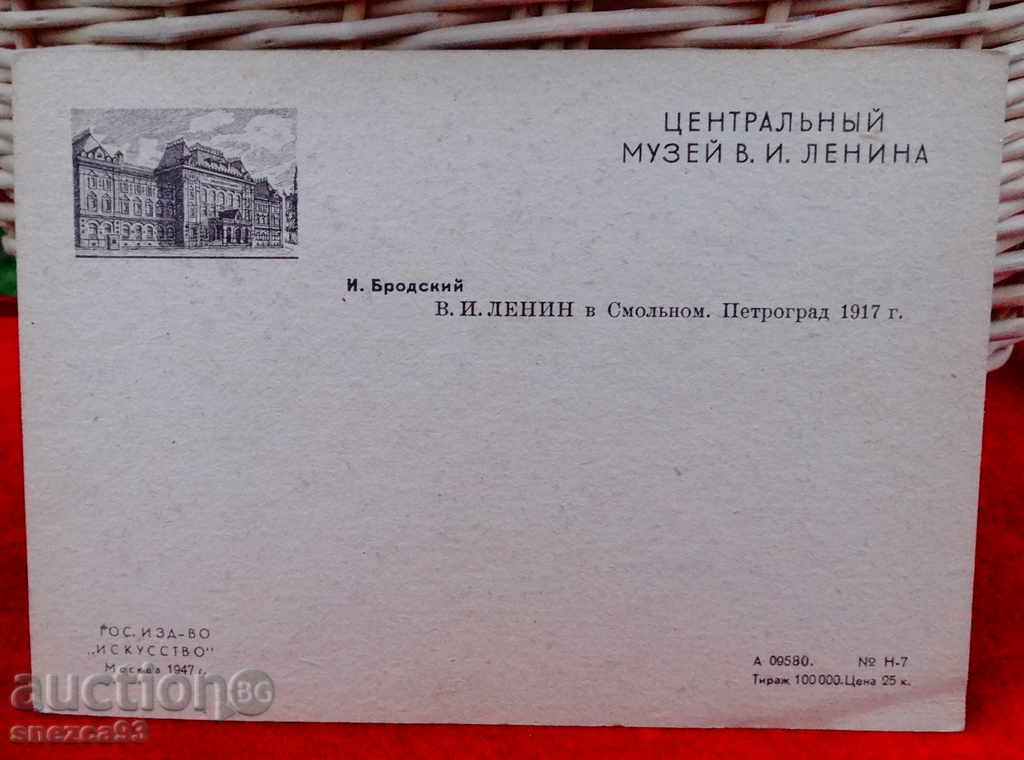 ЦЕНТРАЛЬНЫЙ
МУЗЕЙ В. И. ЛЕНИНА
И. Бродский
В. И. ЛЕНИН в Смольном. Петроград 1917 г.
ГОС. ИЗД-ВО
„ИСКУССТВО"
Москва 1947 г.
А 09580. № Н-7
Тираж 100 000. Цена 25 к.
auction BG
snezca93